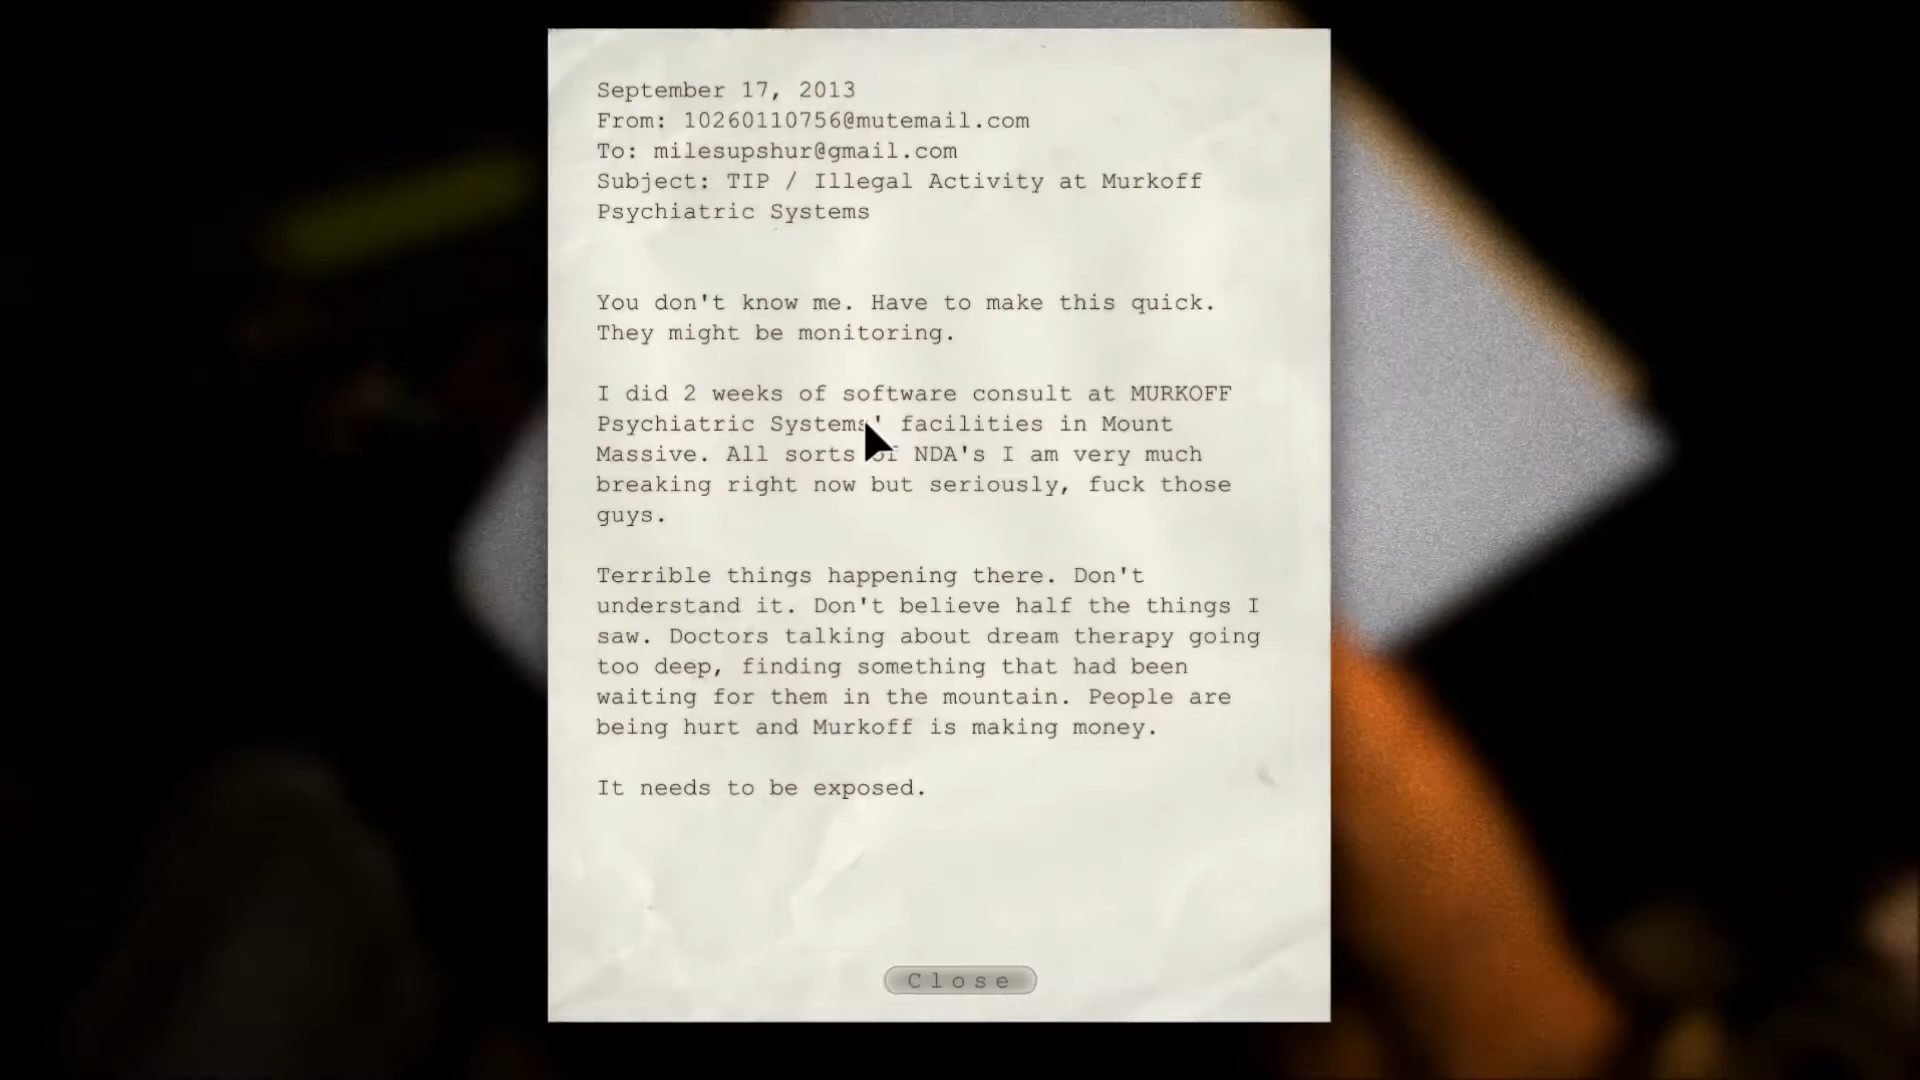 September 17, 2013
From: 10260110756@mutemail.com
To: milesupshur@gmail.com
Subject: TIP / Illegal Activity at Murkoff
Psychiatric Systems
You don't know me. Have to make this quick.
They might be monitoring.
I did 2 weeks of software consult at MURKOFF
Psychiatric Systems' facilities in Mount
Massive. All sorts of NDA's I am very much
breaking right now but seriously, fuck those
guys.
Terrible things happening there. Don't
understand it. Don't believe half the things I
saw. Doctors talking about dream therapy going
too deep, finding something that had been
waiting for them in the mountain. People are
being hurt and Murkoff is making money.
It needs to be exposed.
Close